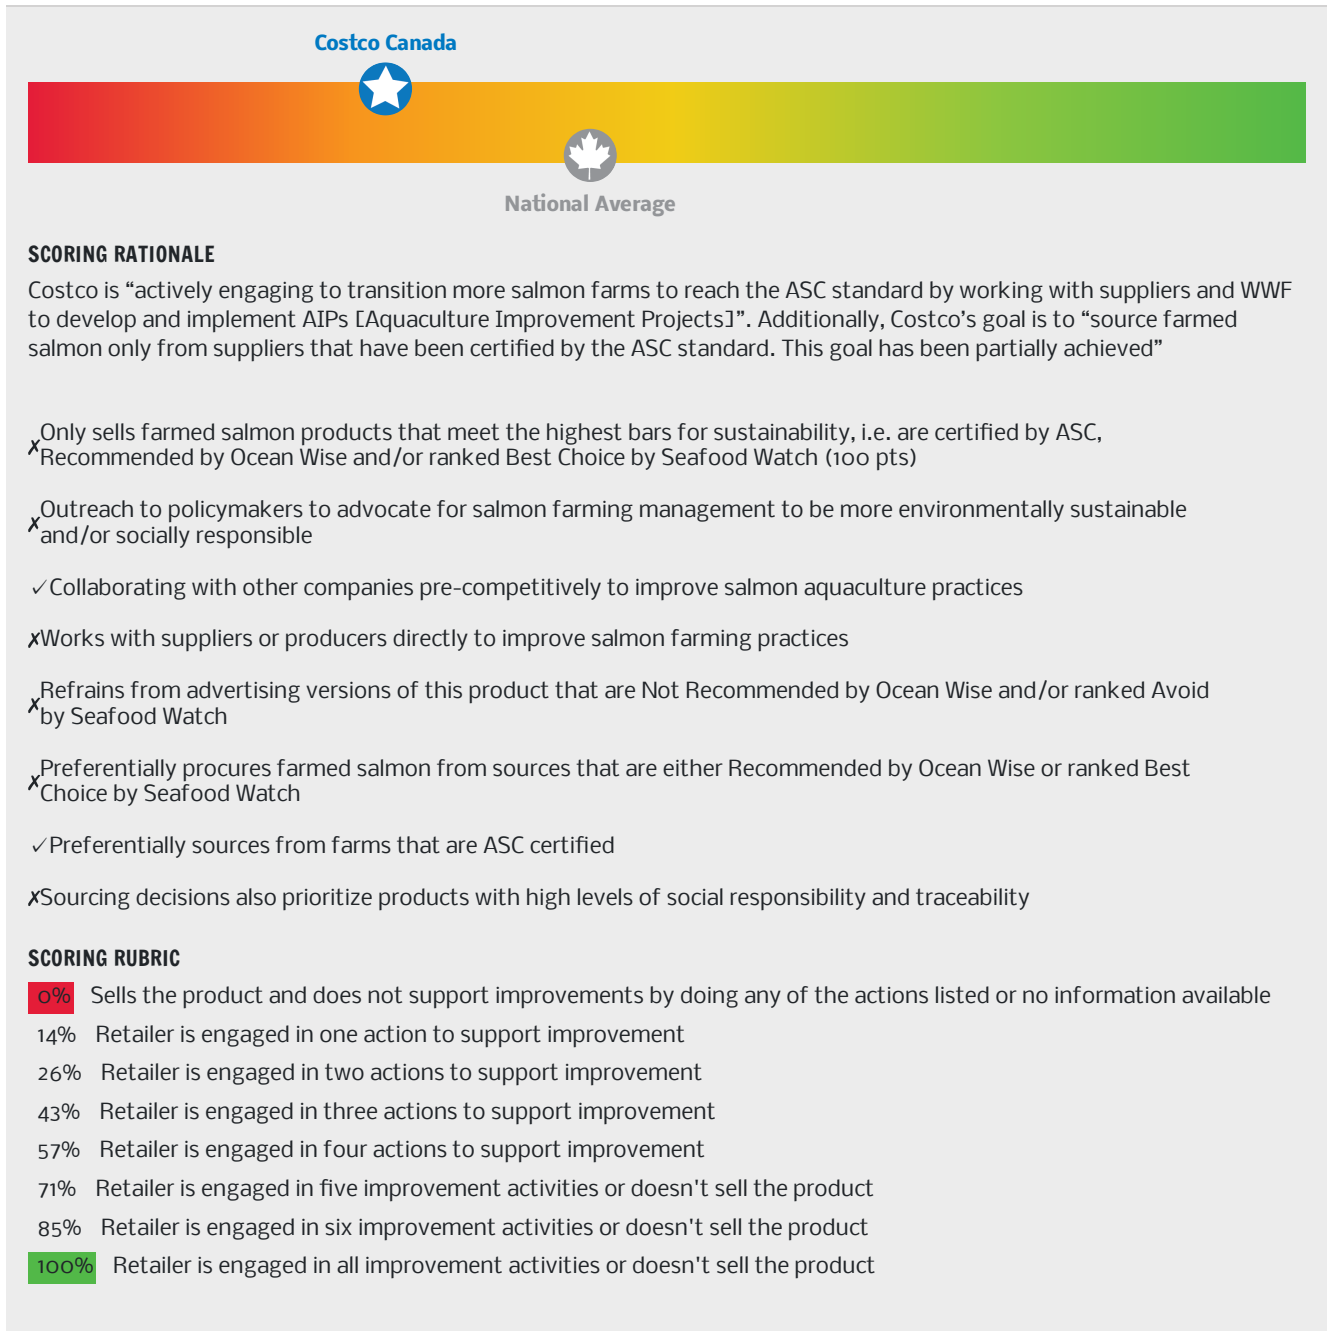 Costco Canada
National Average
SCORING RATIONALE
Costco is “actively engaging to transition more salmon farms to reach the ASC standard by working with suppliers and WWF
to develop and implement AIPs [Aquaculture Improvement Projects]”. Additionally, Costco’s goal is to “source farmed
salmon only from suppliers that have been certified by the ASC standard. This goal has been partially achieved”
✗Only sells farmed salmon products that meet the highest bars for sustainability, i.e. are certified by ASC,
Recommended by Ocean Wise and/or ranked Best Choice by Seafood Watch (100 pts)
✗Outreach to policymakers to advocate for salmon farming management to be more environmentally sustainable
and/or socially responsible
✓Collaborating with other companies pre-competitively to improve salmon aquaculture practices
✗Works with suppliers or producers directly to improve salmon farming practices
✗Refrains from advertising versions of this product that are Not Recommended by Ocean Wise and/or ranked Avoid
by Seafood Watch
✗Preferentially procures farmed salmon from sources that are either Recommended by Ocean Wise or ranked Best
Choice by Seafood Watch
✓Preferentially sources from farms that are ASC certified
✗Sourcing decisions also prioritize products with high levels of social responsibility and traceability
SCORING RUBRIC
0% Sells the product and does not support improvements by doing any of the actions listed or no information available
14% Retailer is engaged in one action to support improvement
26% Retailer is engaged in two actions to support improvement
43% Retailer is engaged in three actions to support improvement
57% Retailer is engaged in four actions to support improvement
71% Retailer is engaged in five improvement activities or doesn't sell the product
85% Retailer is engaged in six improvement activities or doesn't sell the product
100% Retailer is engaged in all improvement activities or doesn't sell the product